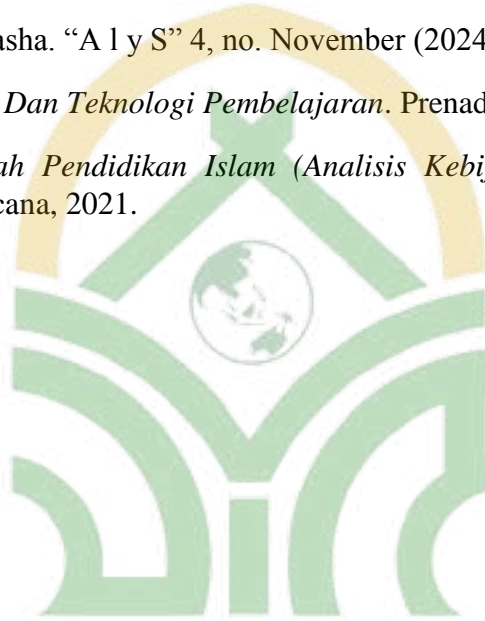 asha. “A l y S” 4, no. November (2024
Dan Teknologi Pembelajaran. Prenad
ah Pendidikan Islam (Analisis Kebij
cana, 2021.